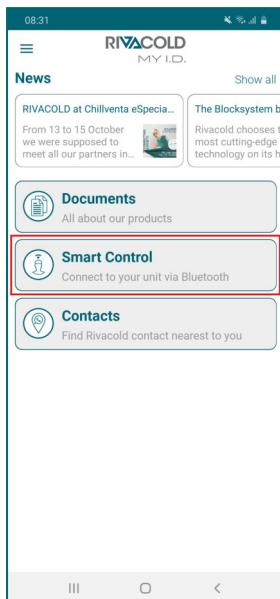 08:31
RIVACOLD
MY I.D.
News
Show all
RIVACOLD at Chillventa eSpecia...
From 13 to 15 October
we were supposed to
meet all our partners in...
The Blocksystem b
Rivacold chooses t
most cutting-edge
technology on its h
Documents
All about our products
Smart Control
Connect to your unit via Bluetooth
Contacts
Find Rivacold contact nearest to you